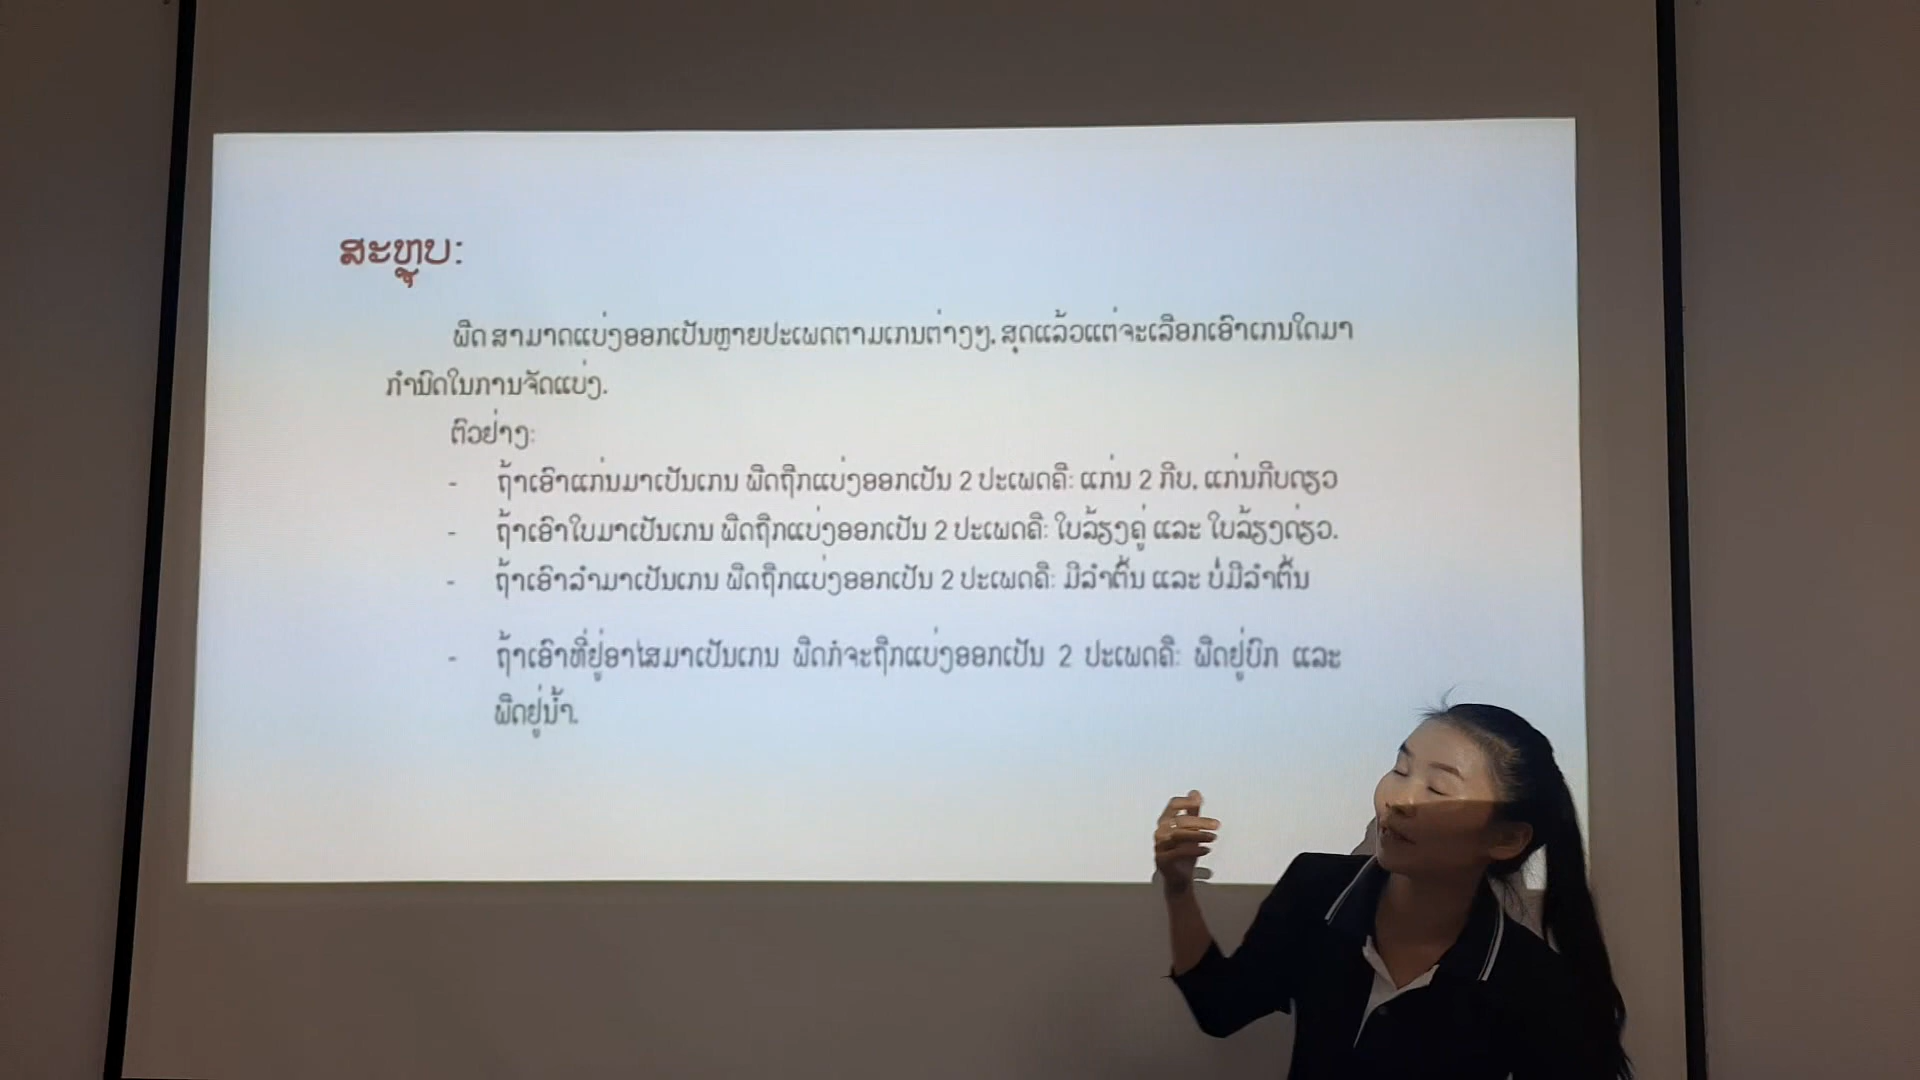 ສະຫຼຸບ:
ພືດ ສາມາດແບ່ງອອກເປັນຫຼາຍປະເພດຕາມເກນຕ່າງໆ, ສຸດແລ້ວແຕ່ຈະເລືອກເອົາເກນໃດມາ
ກຳນົດໃນການຈັດແບ່ງ.
ຕົວຢ່າງ:
- ຖ້າເອົາແກ່ນມາເປັນເກນ ພືດຖືກແບ່ງອອກເປັນ 2 ປະເພດຄື: ແກ່ນ 2 ກີບ, ແກ່ນກີບດຽວ
- ຖ້າເອົາໃບມາເປັນເກນ ພືດຖືກແບ່ງອອກເປັນ 2 ປະເພດຄື: ໃບລ້ຽງຄູ່ ແລະ ໃບລ້ຽງດ່ຽວ.
- ຖ້າເອົາລຳມາເປັນເກນ ພືດຖືກແບ່ງອອກເປັນ 2 ປະເພດຄື: ມີລຳຕົ້ນ ແລະ ບໍ່ມີລຳຕົ້ນ
- ຖ້າເອົາທີ່ຢູ່ອາໄສມາເປັນເກນ ພືດກໍຈະຖືກແບ່ງອອກເປັນ 2 ປະເພດຄື: ພືດຢູ່ບົກ ແລະ
ພືດຢູ່ນ້ຳ.